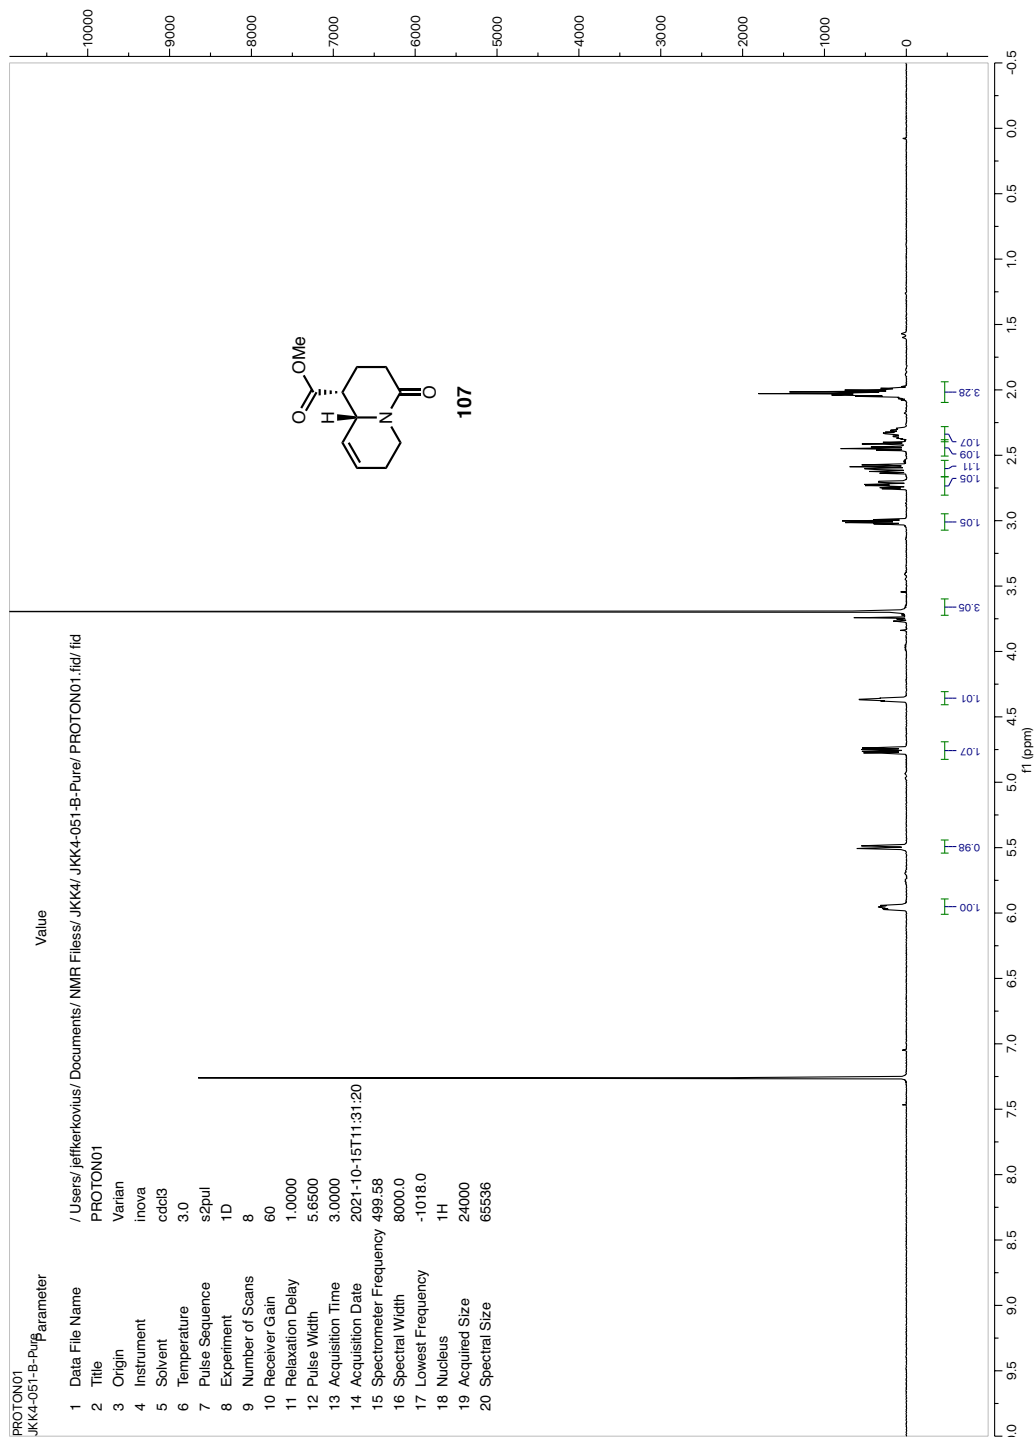 PROTON01
JKK4-051-B-Pure
Parameter Value
1 Data File Name / Users/ jeffkerkovius/ Documents/ NMR Filess/ JKK4/ JKK4-051-B-Pure/ PROTON01.fid/ fid
2 Title PROTON01
3 Origin Varian
4 Instrument inova
5 Solvent cdcl3
6 Temperature 3.0
7 Pulse Sequence s2pul
8 Experiment 1D
9 Number of Scans 8
10 Receiver Gain 60
11 Relaxation Delay 1.0000
12 Pulse Width 5.6500
13 Acquisition Time 3.0000
14 Acquisition Date 2021-10-15T11:31:20
15 Spectrometer Frequency 499.58
16 Spectral Width 8000.0
17 Lowest Frequency -1018.0
18 Nucleus 1H
19 Acquired Size 24000
20 Spectral Size 65536
O
OMe
H
N
O
107
10000
9000
8000
7000
6000
5000
4000
3000
2000
1000
0
1.00
0.98
1.07
1.01
3.05
1.05
1.05
1.11
1.09
1.07
3.28
9.5 9.0 8.5 8.0 7.5 7.0 6.5 6.0 5.5 5.0 4.5 4.0 3.5 3.0 2.5 2.0 1.5 1.0 0.5 0.0 -0.5
f1 (ppm)